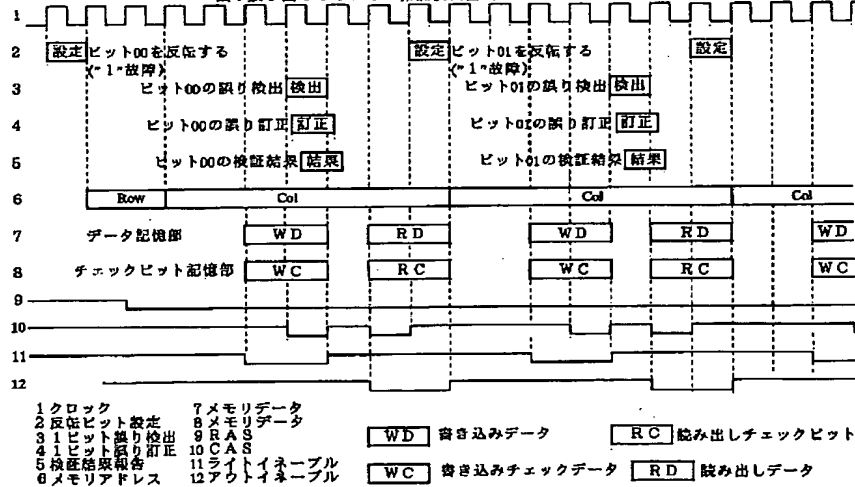 1
2 設定 ビット00を反転する 設定 ビット01を反転する 設定
("1"故障) ("1"故障)
3 ビット00の誤り検出 検出 ビット01の誤り検出 検出
4 ビット00の誤り訂正 訂正 ビット01の誤り訂正 訂正
5 ビット00の検証結果 結果 ビット01の検証結果 結果
6 Row Col Col Col
7 データ記憶部 WD RD WD RD WD
8 チェックビット記憶部 WC RC WC RC WC
9
10
11
12
1 クロック 7 メモリデータ
2 反転ビット設定 8 メモリデータ
3 1ビット誤り検出 9 RAS
4 1ビット誤り訂正 10 CAS
5 検証結果報告 11 ライトイネーブル
6 メモリアドレス 12 アウトイネーブル
WD 書き込みデータ RC 読み出しチェックビット
WC 書き込みチェックデータ RD 読み出しデータ